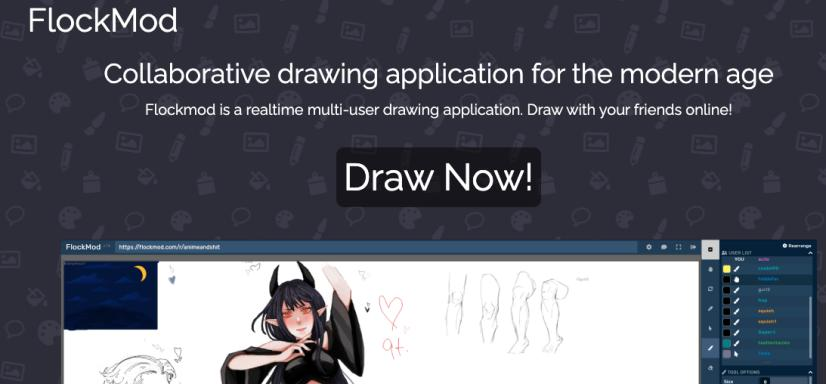 FlockMod
Collaborative drawing application for the modern age
Flockmod is a realtime multi-user drawing application. Draw with your friends online!
Draw Now!
FlockMod
https://flockmod.com/r/animeandshit
Rearrange
USER LIST
YOU
gt.
TOOL OPTIONS
Size